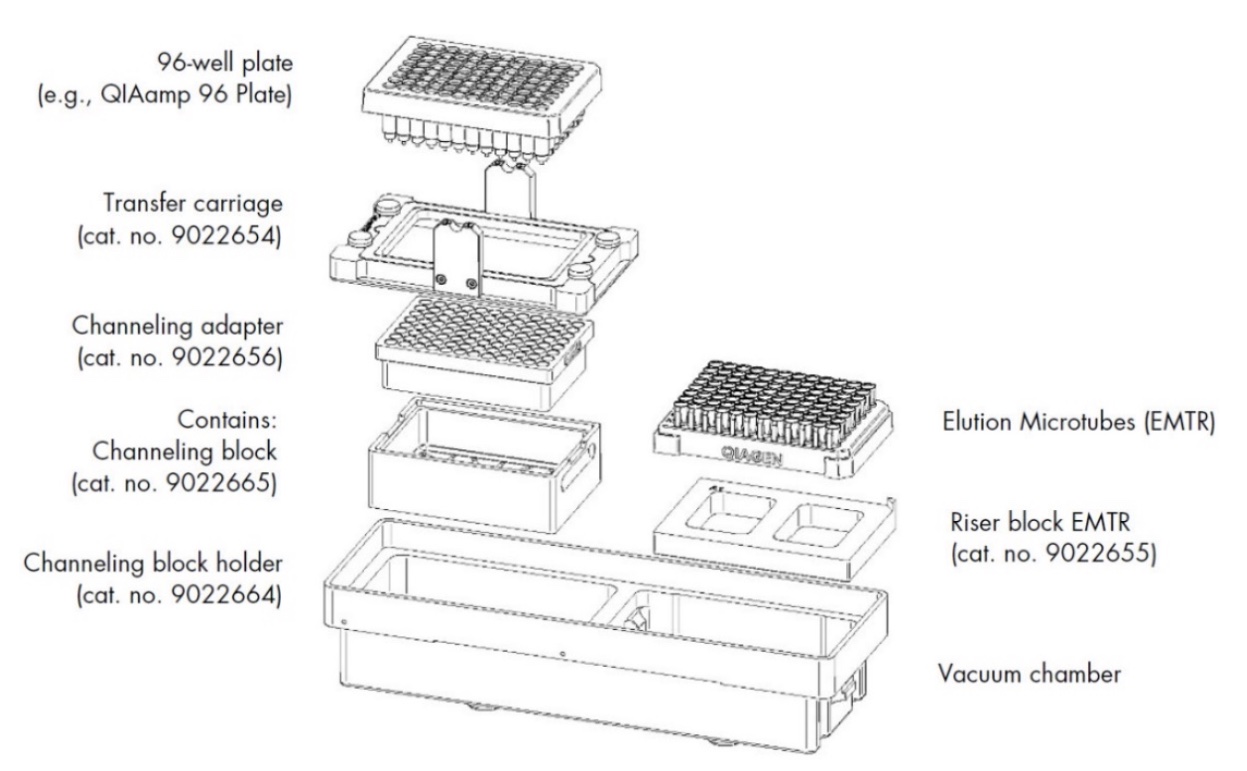 96-well plate
(e.g., QIAamp 96 Plate)
Transfer carriage
(cat. no. 9022654)
Channeling adapter
(cat. no. 9022656)
Contains:
Channeling block
(cat. no. 9022665)
Channeling block holder
(cat. no. 9022664)
QIAGEN
Elution Microtubes (EMTR)
Riser block EMTR
(cat. no. 9022655)
Vacuum chamber